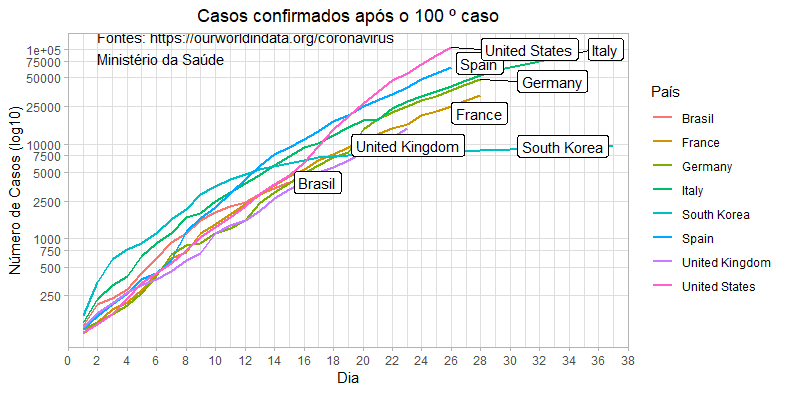 Casos confirmados após o 100 º caso
Fontes: https://ourworldindata.org/coronavirus
Ministério da Saúde
Número de Casos (log10)
1e+05
75000
50000
25000
10000
7500
5000
2500
1000
750
500
250
United States
Italy
Spain
Germany
France
United Kingdom
South Korea
Brasil
0 2 4 6 8 10 12 14 16 18 20 22 24 26 28 30 32 34 36 38
Dia
País
Brasil
France
Germany
Italy
South Korea
Spain
United Kingdom
United States